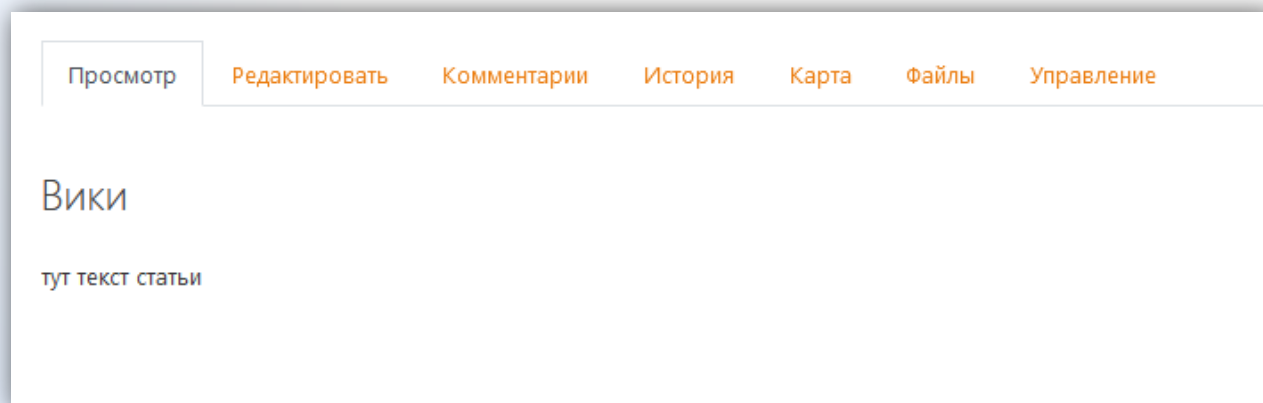 Просмотр Редактировать Комментарии История Карта Файлы Управление
Вики
тут текст статьи